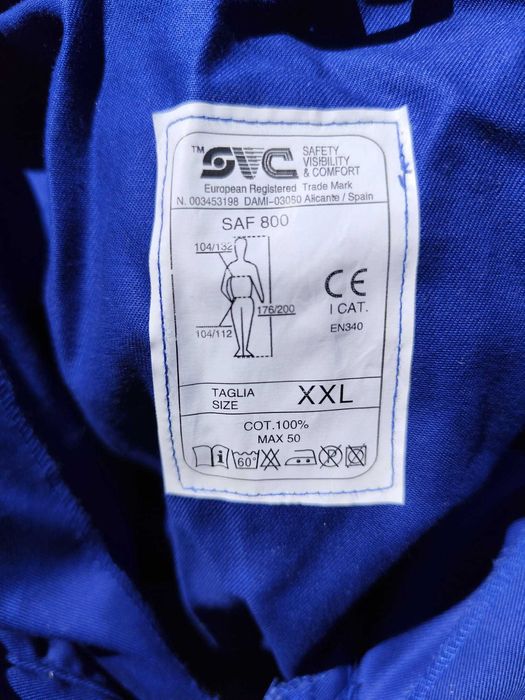 TM SVC SAFETY
VISIBILITY
& COMFORT
European Registered Trade Mark
N. 003453198 DAMI-03080 Alicante / Spain
SAF 800
104/132
176/200
104/112
CE
I CAT.
EN340
TAGLIA
SIZE
XXL
COT.100%
MAX 50
i 60° P